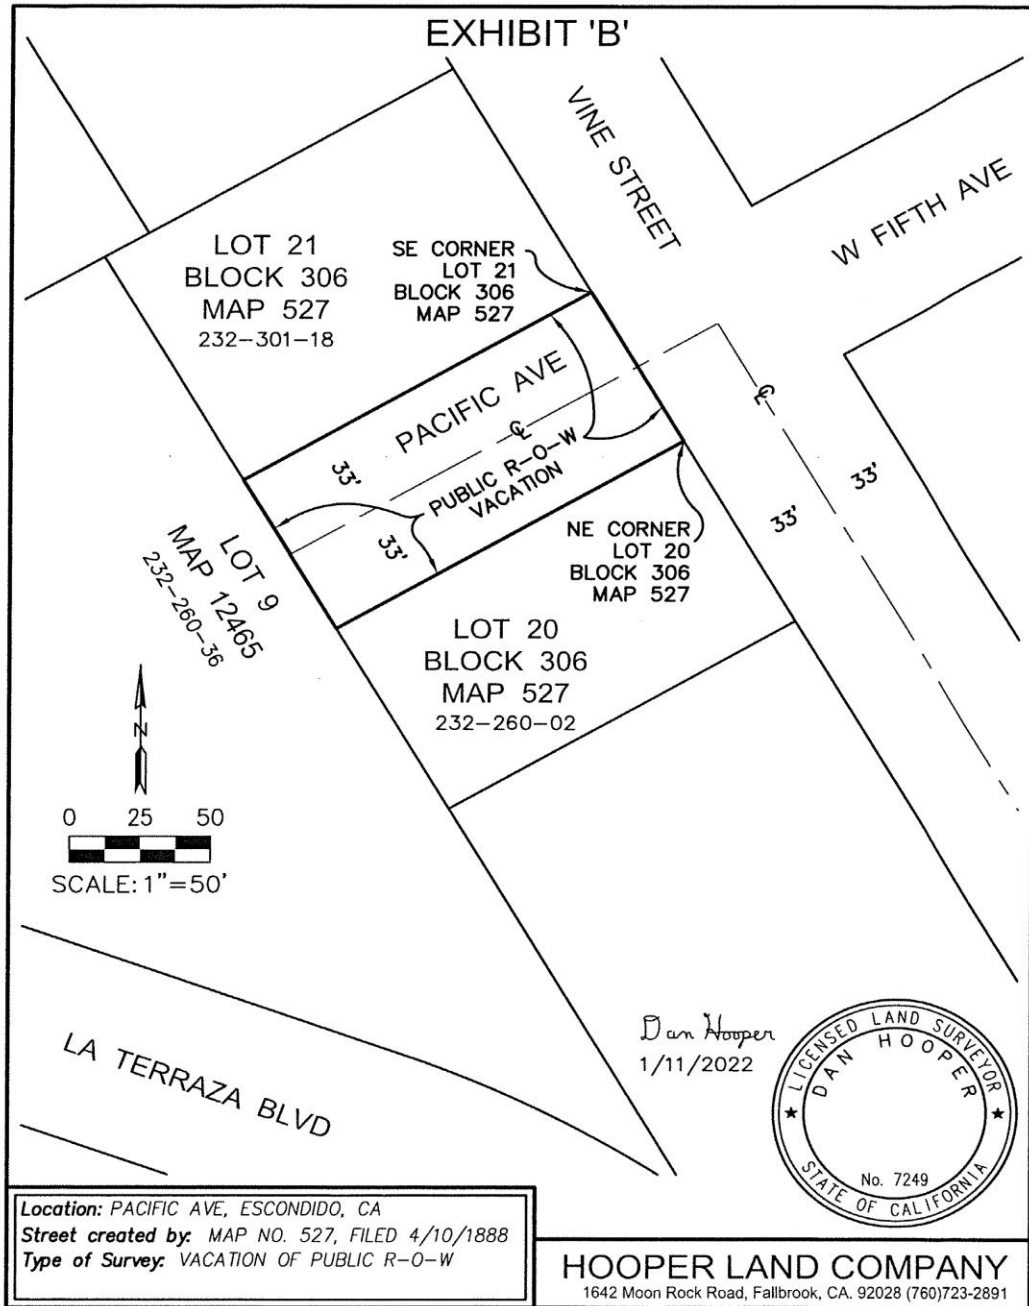 EXHIBIT 'B'
VINE STREET
W FIFTH AVE
LOT 21
BLOCK 306
MAP 527
232-301-18
SE CORNER
LOT 21
BLOCK 306
MAP 527
PACIFIC AVE
℄
℄
33'
33'
PUBLIC R-O-W
VACATION
33'
33'
NE CORNER
LOT 20
BLOCK 306
MAP 527
LOT 9
MAP 12465
232-260-36
LOT 20
BLOCK 306
MAP 527
232-260-02
N
0 25 50
SCALE: 1"=50'
LA TERRAZA BLVD
Dan Hooper
1/11/2022
LICENSED LAND SURVEYOR
DAN HOOPER
No. 7249
STATE OF CALIFORNIA
Location: PACIFIC AVE, ESCONDIDO, CA
Street created by: MAP NO. 527, FILED 4/10/1888
Type of Survey: VACATION OF PUBLIC R-O-W
HOOPER LAND COMPANY
1642 Moon Rock Road, Fallbrook, CA. 92028 (760)723-2891